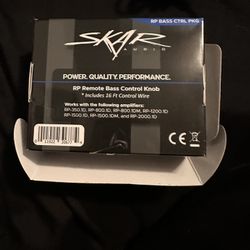 RP BASS CTRL PKG
SKAR
AUDIO
POWER. QUALITY. PERFORMANCE.
RP Remote Bass Control Knob
* Includes 16 Ft Control Wire
Works with the following amplifiers:
RP-350.1D, RP-800.1D, RP-800.1DM, RP-1200.1D,
RP-1500.1D, RP-1500.1DM, and RP-2000.1D
CE